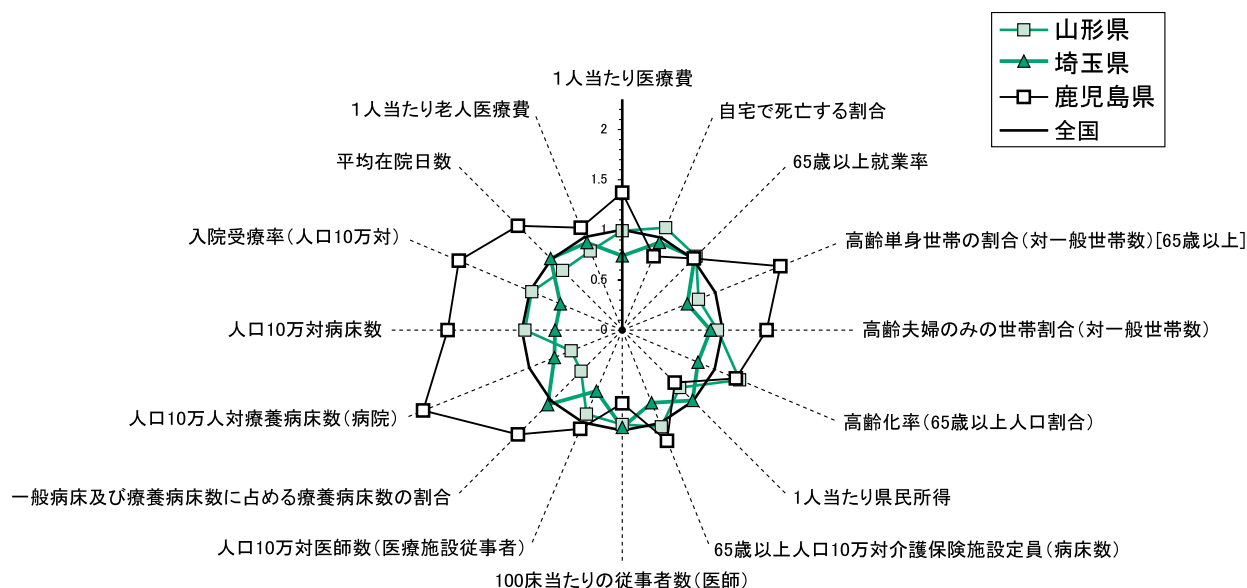 山形県
埼玉県
鹿児島県
全国
1人当たり医療費
1人当たり老人医療費
自宅で死亡する割合
平均在院日数
65歳以上就業率
入院受療率(人口10万対)
高齢単身世帯の割合(対一般世帯数)[65歳以上]
人口10万対病床数
高齢夫婦のみの世帯割合(対一般世帯数)
人口10万人対療養病床数(病院)
高齢化率(65歳以上人口割合)
一般病床及び療養病床数に占める療養病床数の割合
1人当たり県民所得
人口10万対医師数(医療施設従事者)
65歳以上人口10万対介護保険施設定員(病床数)
100床当たりの従事者数(医師)
2
1.5
1
0.5
0